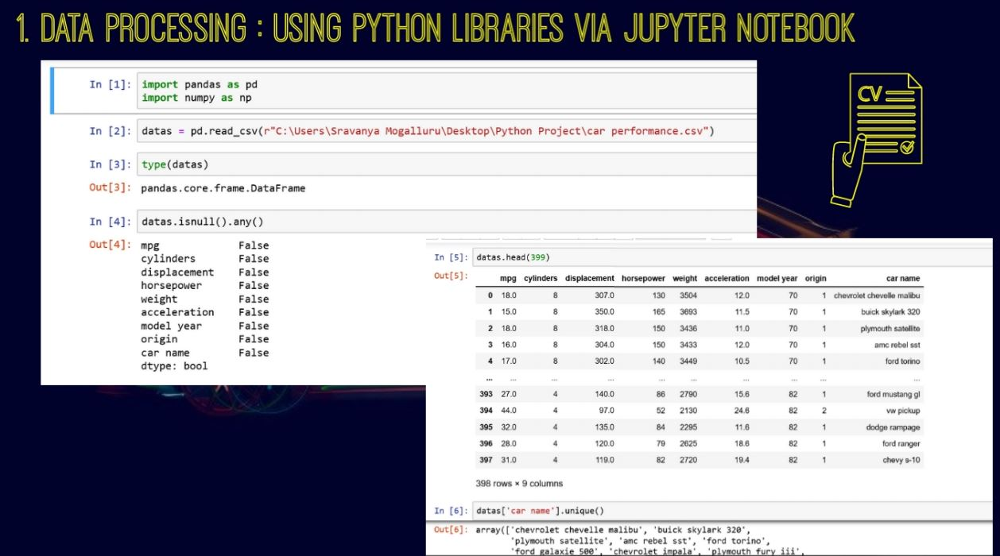 1. DATA PROCESSING : USING PYTHON LIBRARIES VIA JUPYTER NOTEBOOK
CV
In [1]: import pandas as pd
import numpy as np
In [2]: datas = pd.read_csv(r"C:\Users\Sravanya Mogalluru\Desktop\Python Project\car performance.csv")
In [3]: type(datas)
Out[3]: pandas.core.frame.DataFrame
In [4]: datas.isnull().any()
Out[4]: mpg False
cylinders False
displacement False
horsepower False
weight False
acceleration False
model year False
origin False
car name False
dtype: bool
In [5]: datas.head(399)
Out[5]:
mpg cylinders displacement horsepower weight acceleration model year origin car name
0 18.0 8 307.0 130 3504 12.0 70 1 chevrolet chevelle malibu
1 15.0 8 350.0 165 3693 11.5 70 1 buick skylark 320
2 18.0 8 318.0 150 3436 11.0 70 1 plymouth satellite
3 16.0 8 304.0 150 3433 12.0 70 1 amc rebel sst
4 17.0 8 302.0 140 3449 10.5 70 1 ford torino
... ... ... ... ... ... ... ... ... ...
393 27.0 4 140.0 86 2790 15.6 82 1 ford mustang gl
394 44.0 4 97.0 52 2130 24.6 82 2 vw pickup
395 32.0 4 135.0 84 2295 11.6 82 1 dodge rampage
396 28.0 4 120.0 79 2625 18.6 82 1 ford ranger
397 31.0 4 119.0 82 2720 19.4 82 1 chevy s-10
398 rows × 9 columns
In [6]: datas['car name'].unique()
Out[6]: array(['chevrolet chevelle malibu', 'buick skylark 320',
'plymouth satellite', 'amc rebel sst', 'ford torino',
'ford galaxie 500', 'chevrolet impala', 'plymouth fury iii',